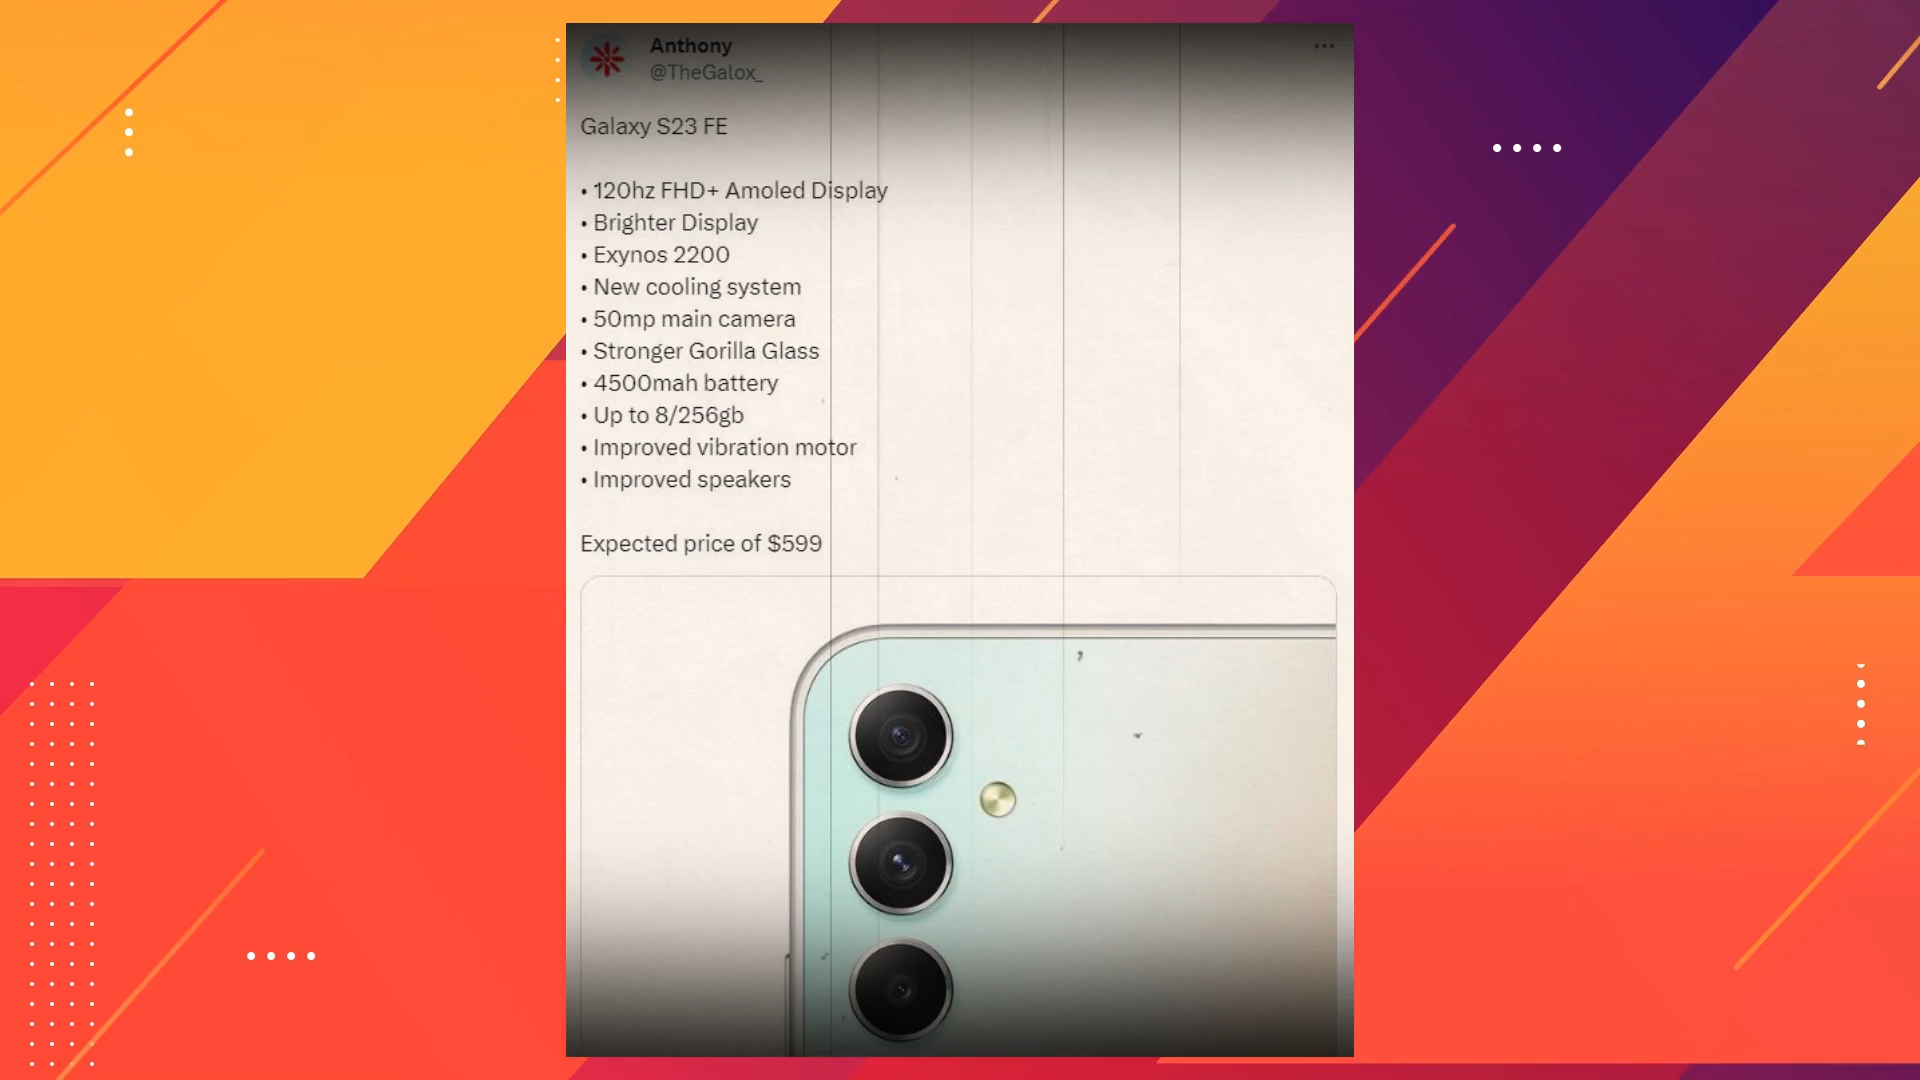 Anthony
@TheGalox_
Galaxy S23 FE
• 120hz FHD+ Amoled Display
• Brighter Display
• Exynos 2200
• New cooling system
• 50mp main camera
• Stronger Gorilla Glass
• 4500mah battery
• Up to 8/256gb
• Improved vibration motor
• Improved speakers
Expected price of $599